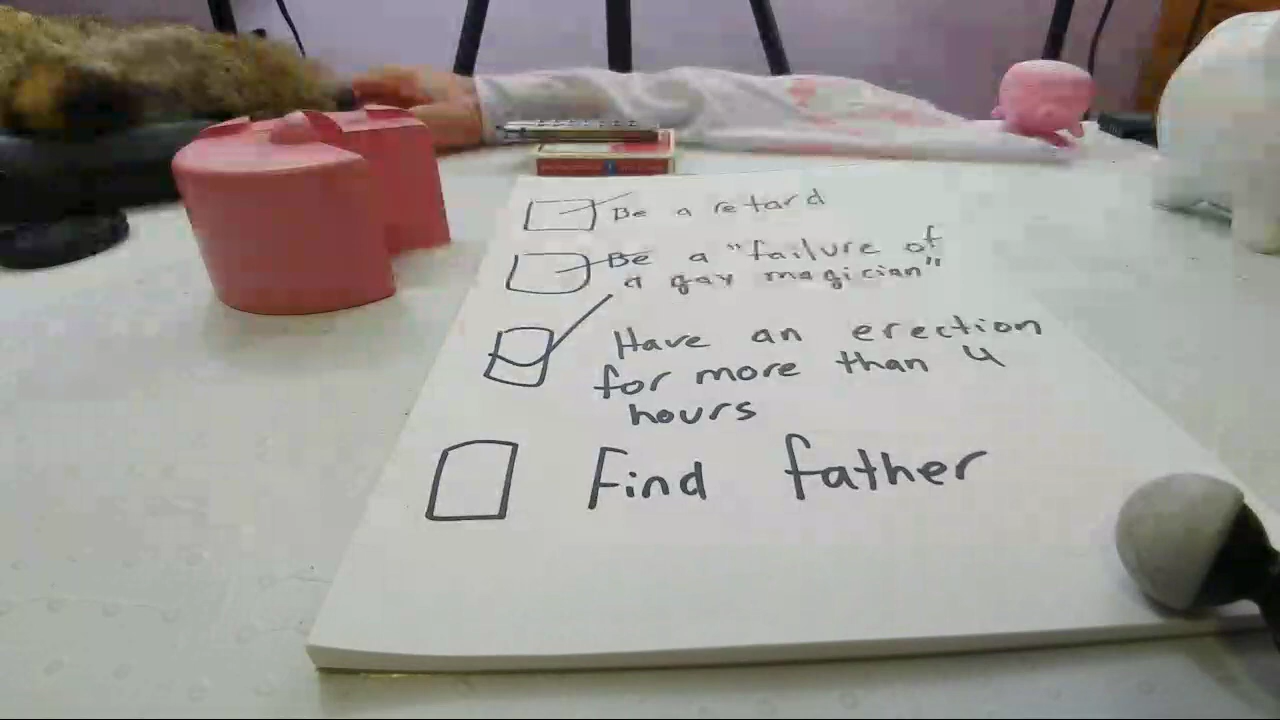 Be a retard
Be a "failure of
a gay magician"
Have an erection
for more than 4
hours
Find father